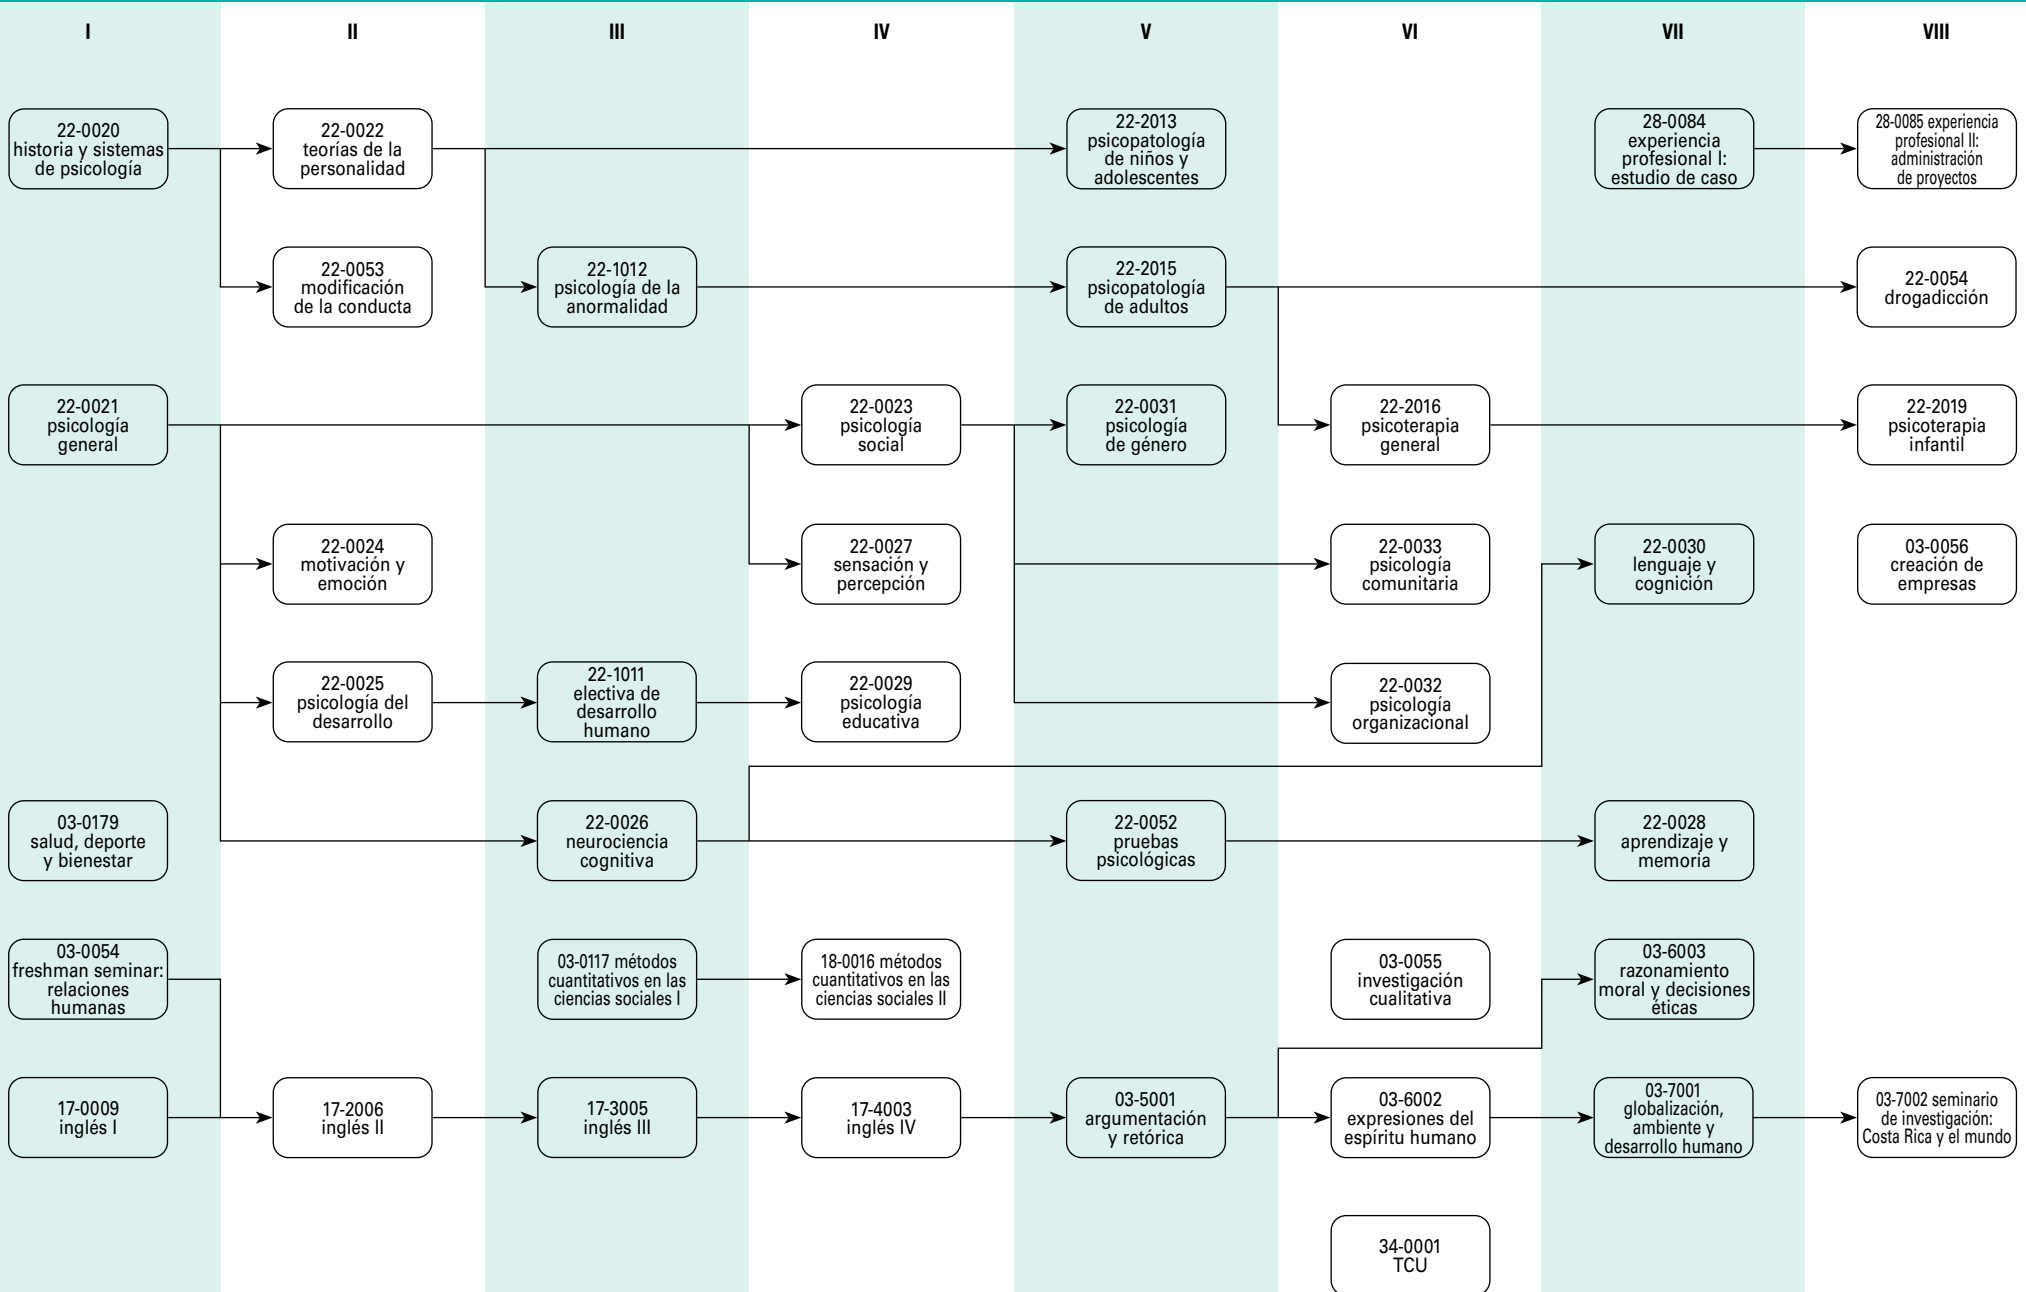 I
II
III
IV
V
VI
VII
VIII
22-0020
historia y sistemas
de psicología
22-0022
teorías de la
personalidad
22-2013
psicopatología
de niños y
adolescentes
28-0084
experiencia
profesional I:
estudio de caso
28-0085 experiencia
profesional II:
administración
de proyectos
22-0053
modificación
de la conducta
22-1012
psicología de la
anormalidad
22-2015
psicopatología
de adultos
22-0054
drogadicción
22-0021
psicología
general
22-0023
psicología
social
22-0031
psicología
de género
22-2016
psicoterapia
general
22-2019
psicoterapia
infantil
22-0024
motivación y
emoción
22-0027
sensación y
percepción
22-0033
psicología
comunitaria
22-0030
lenguaje y
cognición
03-0056
creación de
empresas
22-0025
psicología del
desarrollo
22-1011
electiva de
desarrollo
humano
22-0029
psicología
educativa
22-0032
psicología
organizacional
03-0179
salud, deporte
y bienestar
22-0026
neurociencia
cognitiva
22-0052
pruebas
psicológicas
22-0028
aprendizaje y
memoria
03-0054
freshman seminar:
relaciones
humanas
03-0117 métodos
cuantitativos en las
ciencias sociales I
18-0016 métodos
cuantitativos en las
ciencias sociales II
03-0055
investigación
cualitativa
03-6003
razonamiento
moral y decisiones
éticas
17-0009
inglés I
17-2006
inglés II
17-3005
inglés III
17-4003
inglés IV
03-5001
argumentación
y retórica
03-6002
expresiones del
espíritu humano
03-7001
globalización,
ambiente y
desarrollo humano
03-7002 seminario
de investigación:
Costa Rica y el mundo
34-0001
TCU